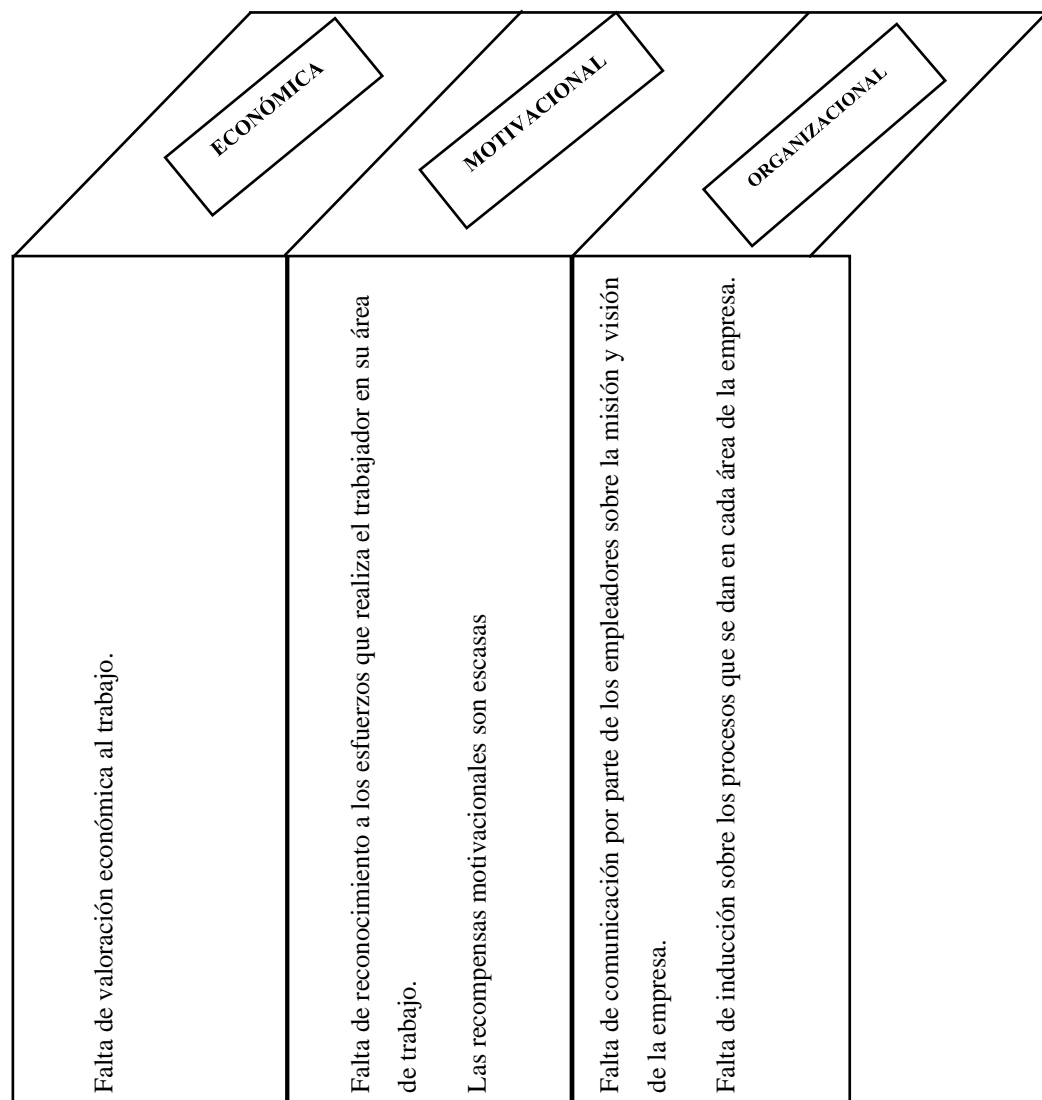 ECONÓMICA
MOTIVACIONAL
ORGANIZACIONAL
Falta de valoración económica al trabajo.
Falta de reconocimiento a los esfuerzos que realiza el trabajador en su área
de trabajo.
Las recompensas motivacionales son escasas
Falta de comunicación por parte de los empleadores sobre la misión y visión
de la empresa.
Falta de inducción sobre los procesos que se dan en cada área de la empresa.